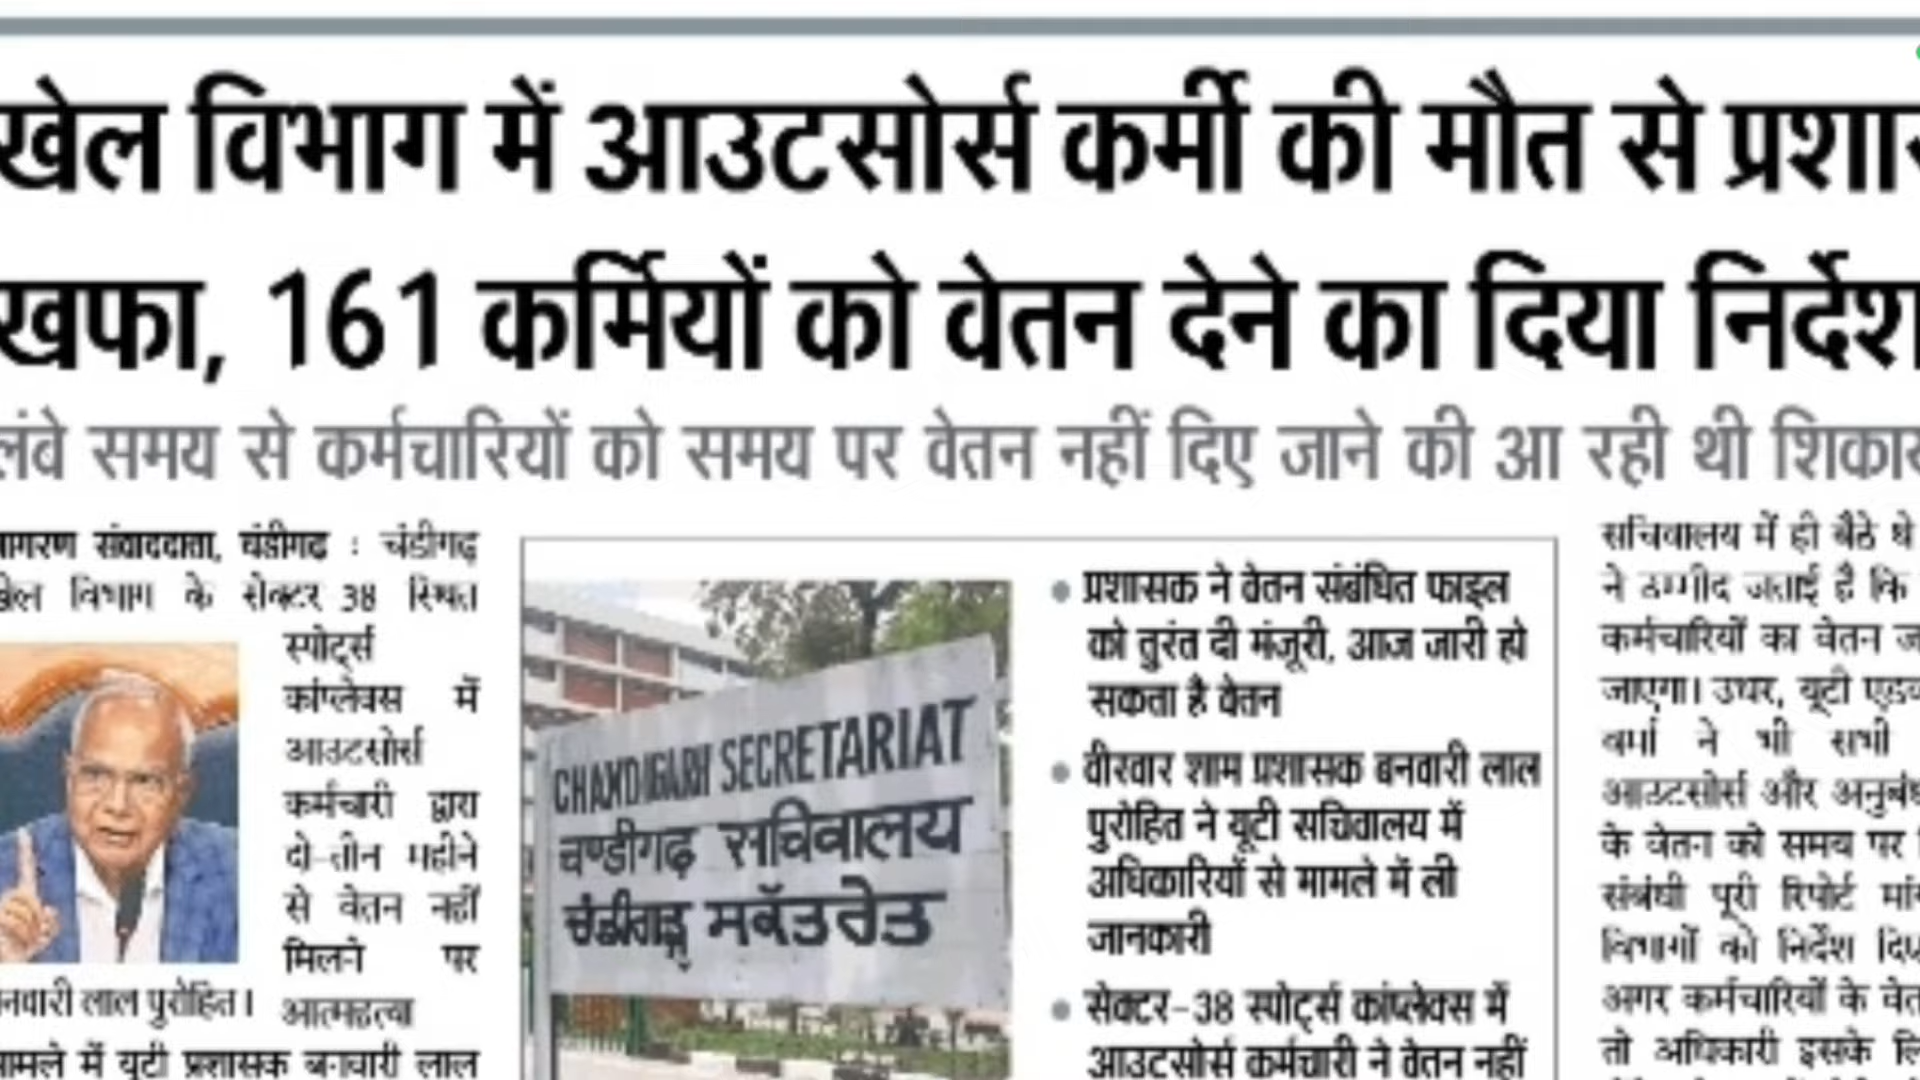 खेल विभाग में आउटसोर्स कर्मी की मौत से
खफा, 161 कर्मियों को वेतन देने का दिया निर्देश
लंबे समय से कर्मचारियों को समय पर वेतन नहीं दिए जाने की आ रही थी
संवाददाता, चंडीगढ़ : चंडीगढ़
खेल विभाग के सेक्टर 38 स्थित
स्पोर्ट्स
कांप्लेक्स में
आउटसोर्स
कर्मचारी द्वारा
दो-तीन महीने
से वेतन नहीं
मिलने पर
आत्महत्या
मामले में यूटी प्रशासक बनवारी लाल
बनवारी लाल पुरोहित।
CHANDIGARH SECRETARIAT
चण्डीगढ़ सचिवालय
ਚੰਡੀਗੜ੍ਹ ਸਕੱਤਰੇਤ
• प्रशासक ने वेतन संबंधित फाइल
को तुरंत दी मंजूरी, आज जारी हो
सकता है वेतन
• वीरवार शाम प्रशासक बनवारी लाल
पुरोहित ने यूटी सचिवालय में
अधिकारियों से मामले में ली
जानकारी
• सेक्टर-38 स्पोर्ट्स कांप्लेक्स में
आउटसोर्स कर्मचारी ने वेतन नहीं
सचिवालय में ही बैठे थे
ने उम्मीद जताई है कि
कर्मचारियों का वेतन
जाएगा। उधर, यूटी
वर्मा ने भी सभी
आउटसोर्स और
के वेतन को समय पर
संबंधी पूरी रिपोर्ट
विभागों को निर्देश
अगर कर्मचारियों के
तो अधिकारी इसके